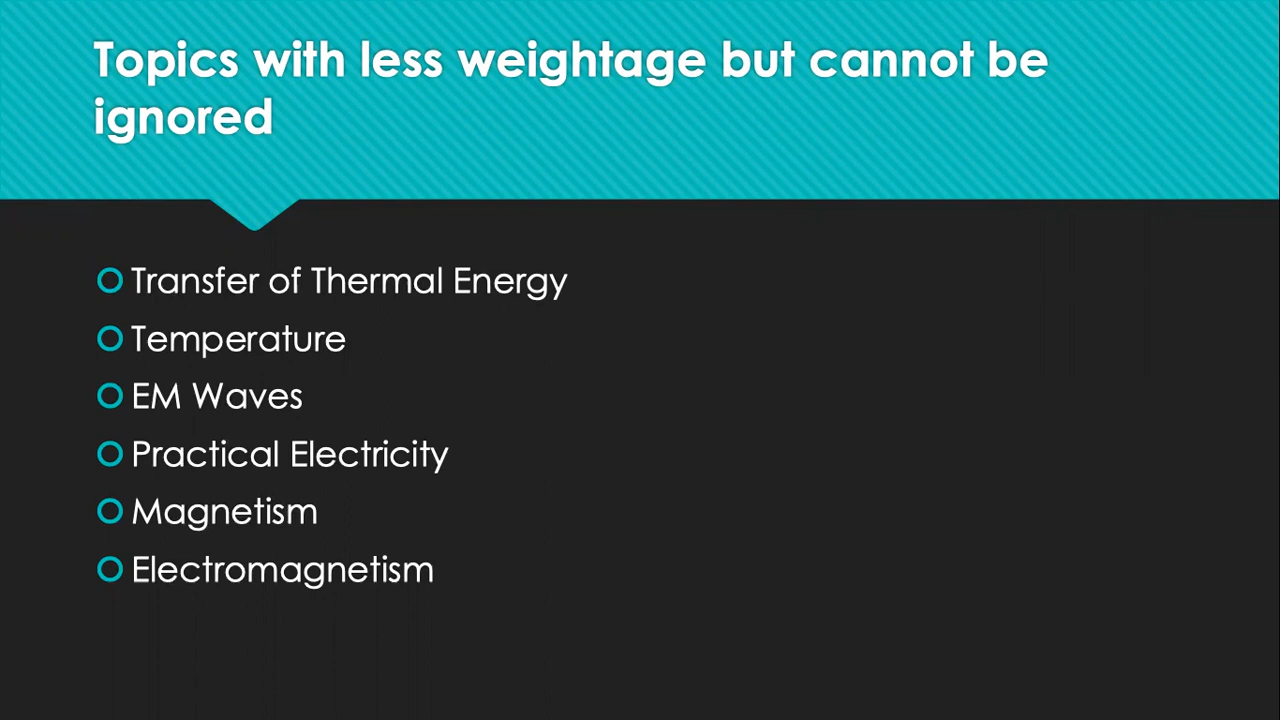 Topics with less weightage but cannot be
ignored
Transfer of Thermal Energy
Temperature
EM Waves
Practical Electricity
Magnetism
Electromagnetism